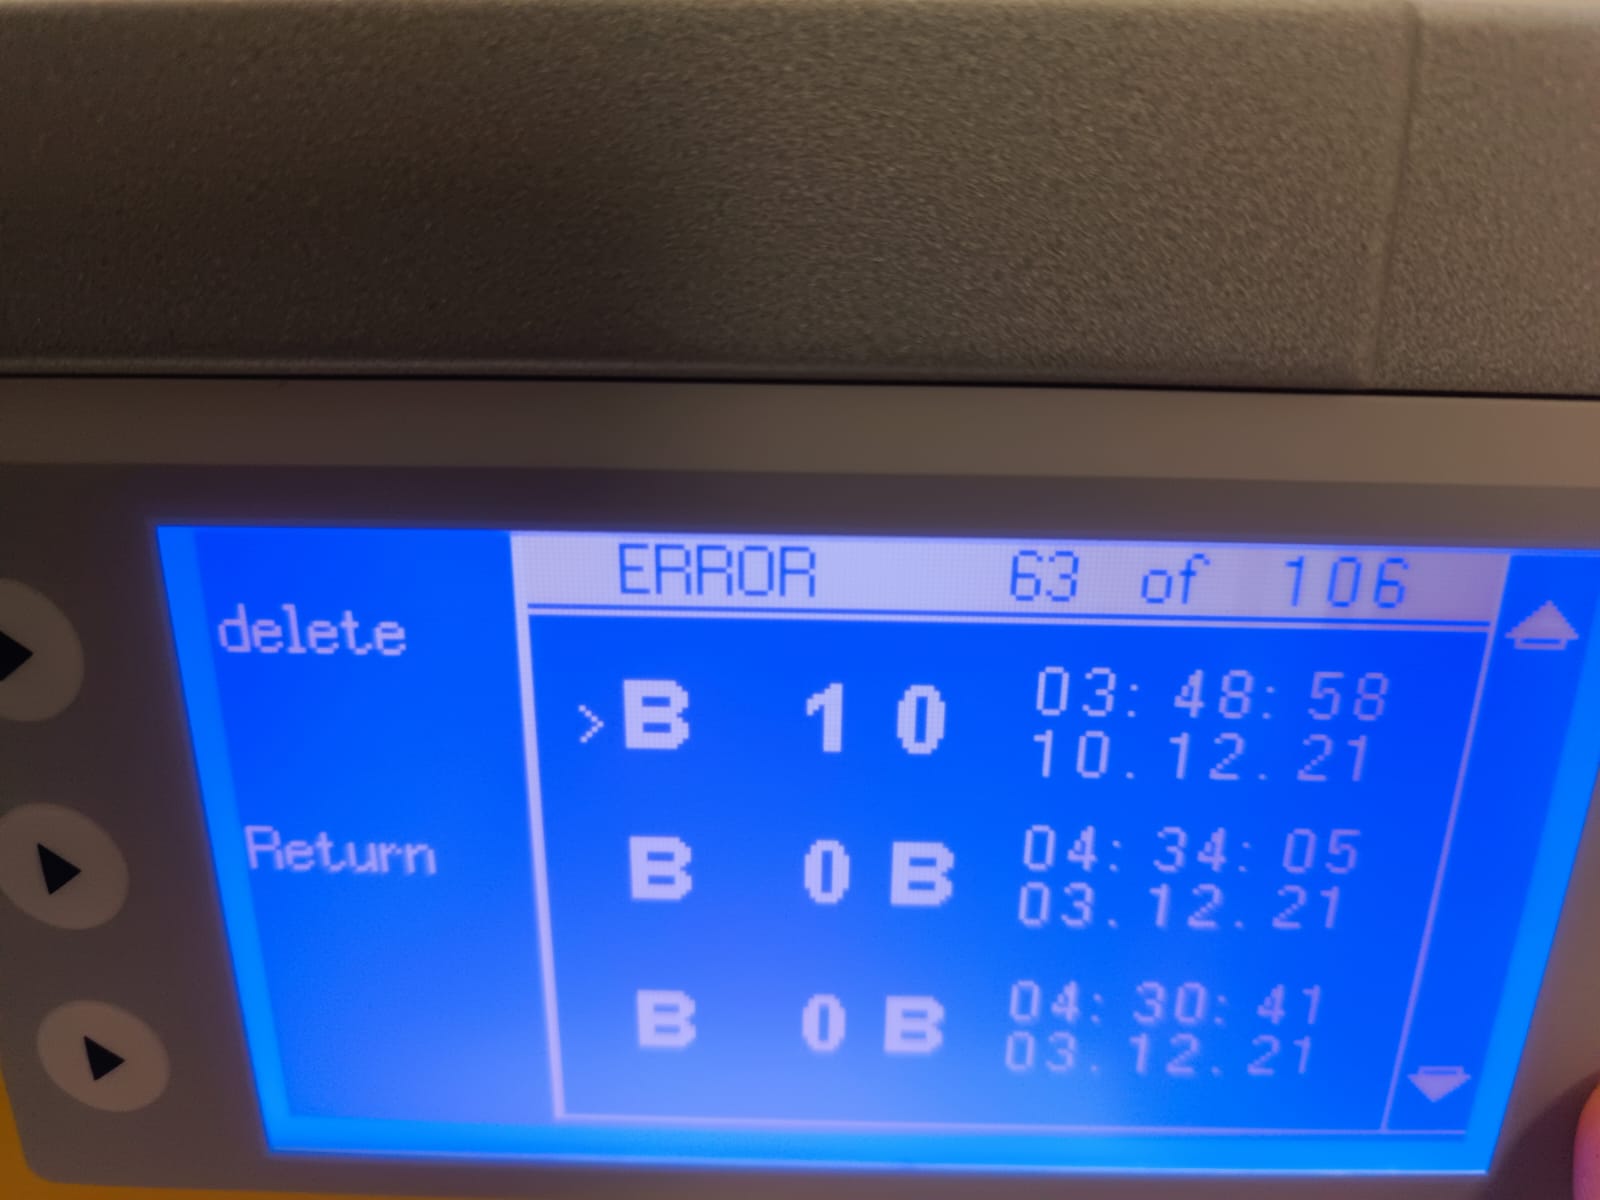 ERROR 63 of 106
delete
>B 10 03:48:58
10.12.21
Return
B 0B 04:34:05
03.12.21
B 0B 04:30:41
03.12.21